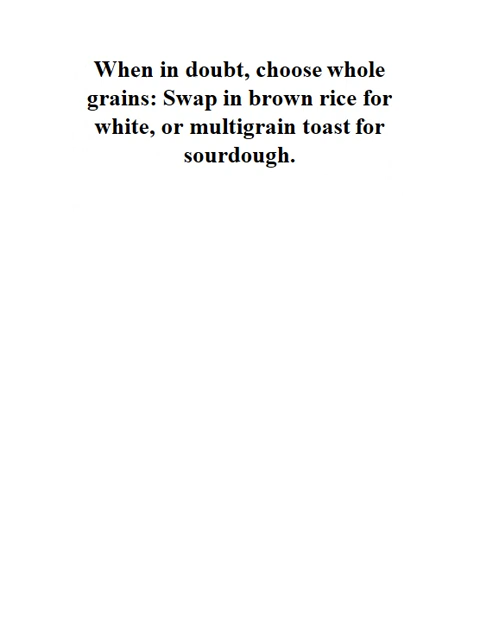 When in doubt, choose whole
grains: Swap in brown rice for
white, or multigrain toast for
sourdough.